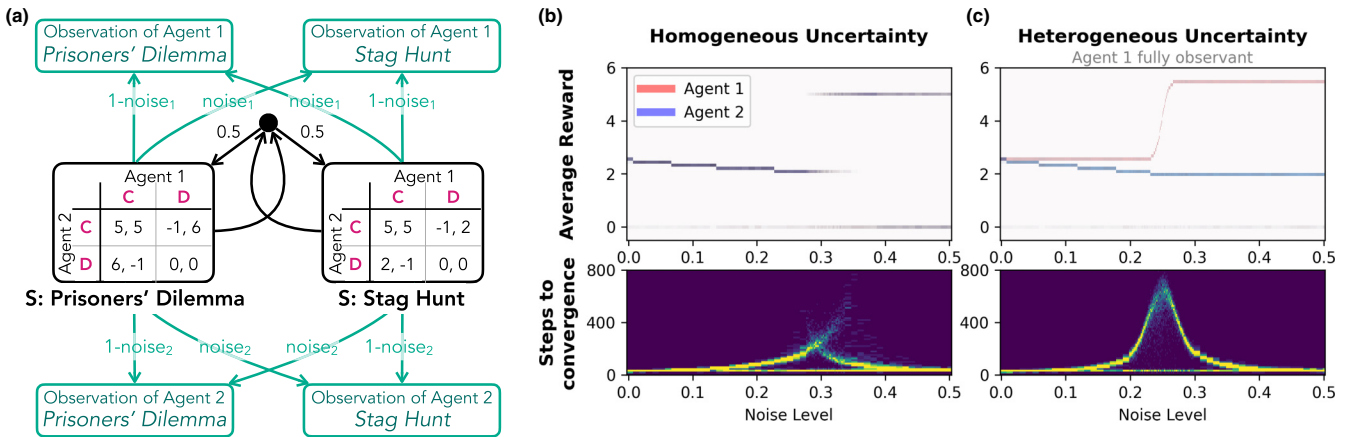 (a)
Observation of Agent 1
Prisoners' Dilemma
Observation of Agent 1
Stag Hunt
1-noise1
noise1
noise1
1-noise1
0.5
0.5
Agent 1
C D
Agent 2
C 5, 5 -1, 6
D 6, -1 0, 0
S: Prisoners' Dilemma
Agent 1
C D
Agent 2
C 5, 5 -1, 2
D 2, -1 0, 0
S: Stag Hunt
1-noise2
noise2
noise2
1-noise2
Observation of Agent 2
Prisoners' Dilemma
Observation of Agent 2
Stag Hunt
(b)
Homogeneous Uncertainty
Average Reward
6
4
2
0
Agent 1
Agent 2
0.0 0.1 0.2 0.3 0.4 0.5
Steps to
convergence
800
400
0
0.0 0.1 0.2 0.3 0.4 0.5
Noise Level
(c)
Heterogeneous Uncertainty
Agent 1 fully observant
6
4
2
0
0.0 0.1 0.2 0.3 0.4 0.5
800
400
0
0.0 0.1 0.2 0.3 0.4 0.5
Noise Level